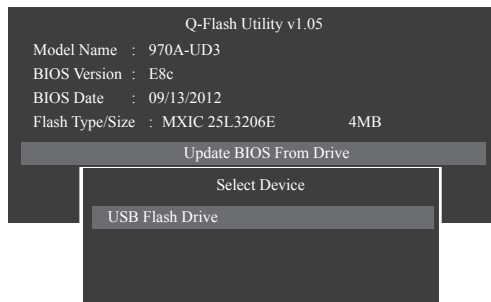 Q-Flash Utility v1.05
Model Name : 970A-UD3
BIOS Version : E8c
BIOS Date : 09/13/2012
Flash Type/Size : MXIC 25L3206E 4MB
Update BIOS From Drive
Select Device
USB Flash Drive